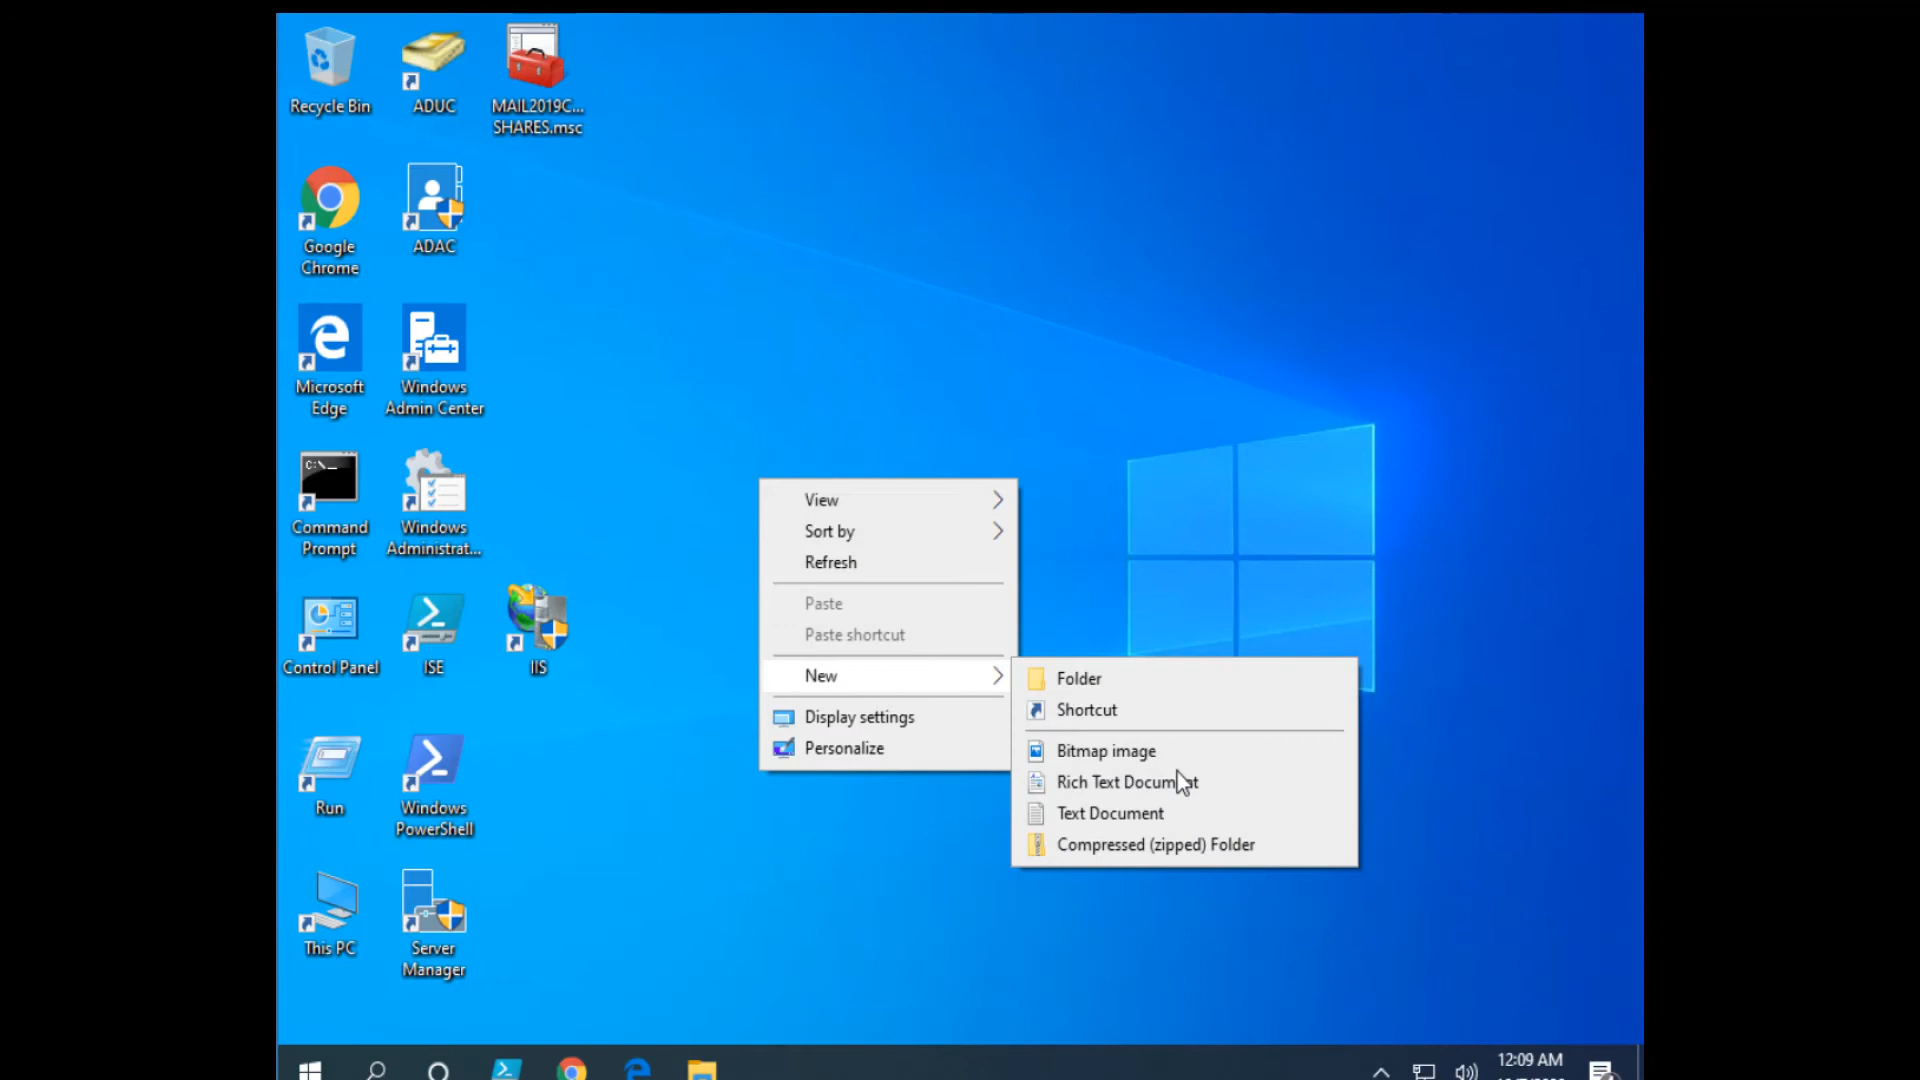 Recycle Bin
ADUC
MAIL2019C...
SHARES.msc
Google
Chrome
ADAC
Microsoft
Edge
Windows
Admin Center
C:\_
Command
Prompt
Windows
Administrat...
Control Panel
ISE
IIS
Run
Windows
PowerShell
This PC
Server
Manager
View
Sort by
Refresh
Paste
Paste shortcut
New
Display settings
Personalize
Folder
Shortcut
Bitmap image
Rich Text Document
Text Document
Compressed (zipped) Folder
12:09 AM